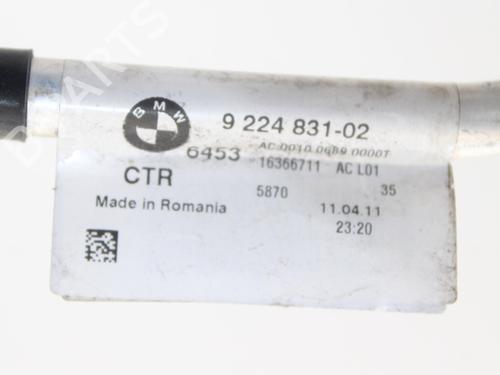 BMW
9 224 831-02
6453
AC 0010 0689 0000T
16366711 AC L01
CTR
5870 35
Made in Romania
11.04.11
23:20